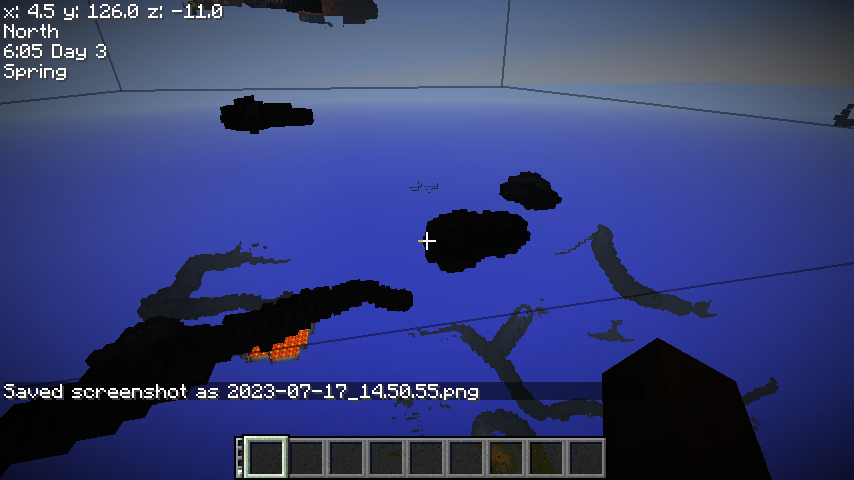 x: 4.5 y: 126.0 z: -11.0
North
6:05 Day 3
Spring
Saved screenshot as 2023-07-17_14.50.55.png